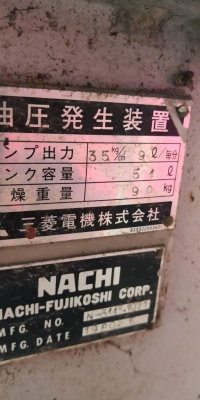 油圧発生装置
ンプ出力 35 kg/cm² 9 ℓ/毎分
ンク容量 51 ℓ
燥重量 90 kg
三菱電機株式会社
NACHI
NACHI-FUJIKOSHI CORP.
MFG. NO.
MFG. DATE